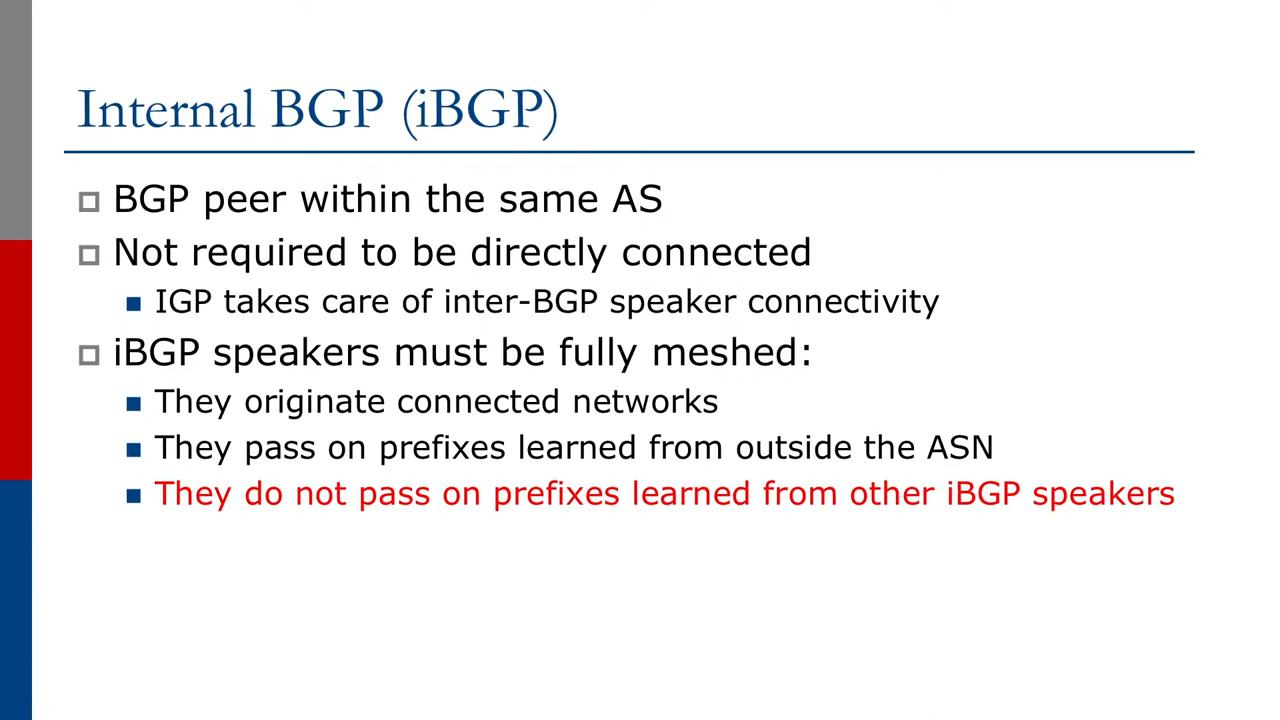 Internal BGP (iBGP)
BGP peer within the same AS
Not required to be directly connected
IGP takes care of inter-BGP speaker connectivity
iBGP speakers must be fully meshed:
They originate connected networks
They pass on prefixes learned from outside the ASN
They do not pass on prefixes learned from other iBGP speakers